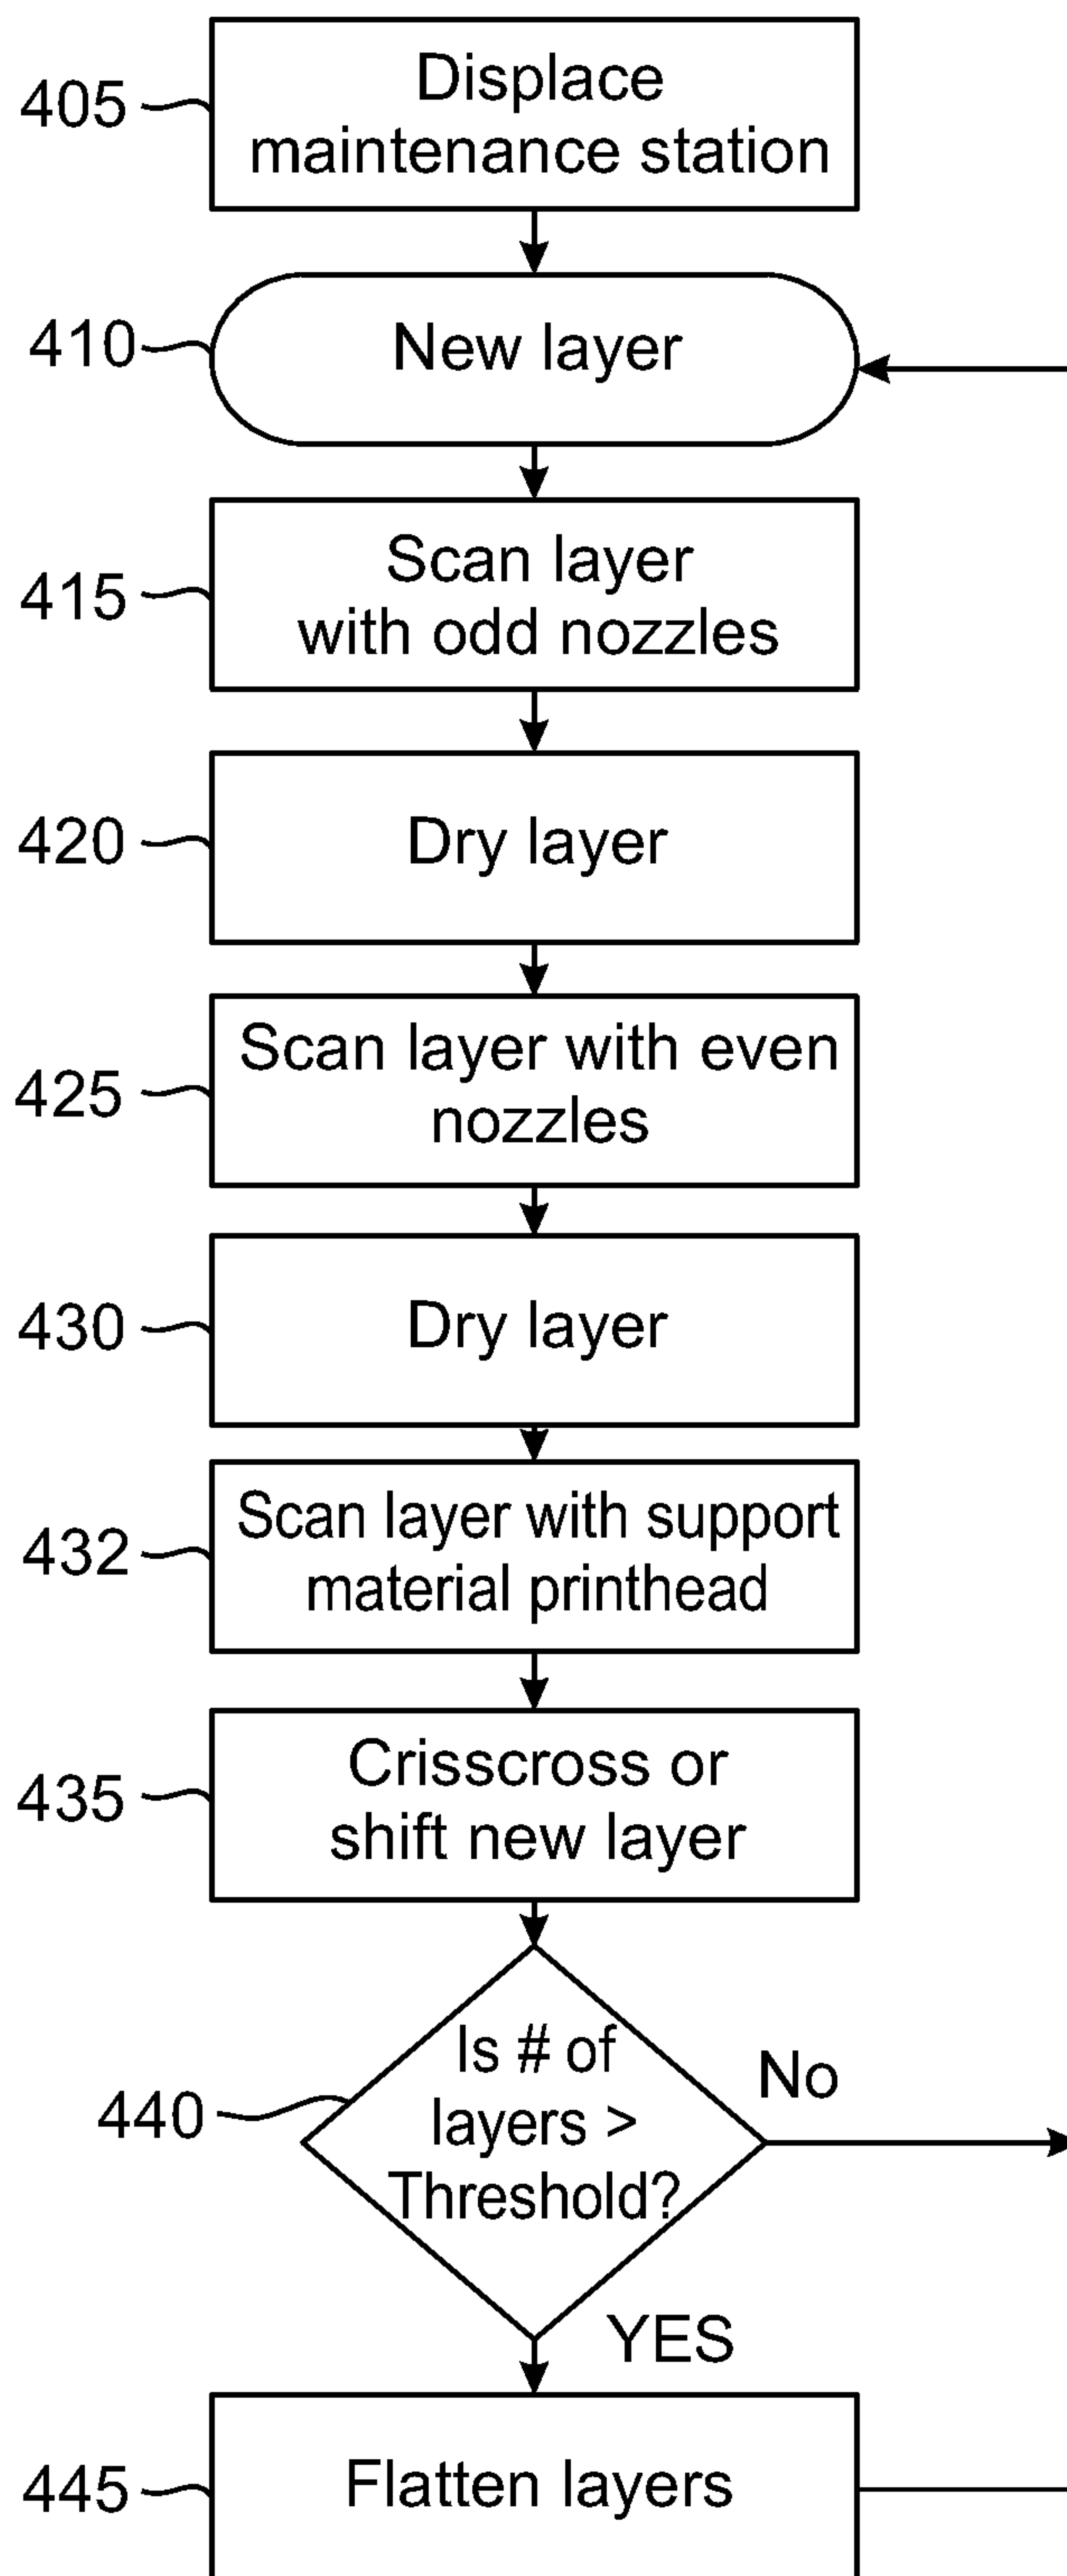 405
Displace
maintenance station
410
New layer
415
Scan layer
with odd nozzles
420
Dry layer
425
Scan layer with even
nozzles
430
Dry layer
432
Scan layer with support
material printhead
435
Crisscross or
shift new layer
440
Is # of
layers >
Threshold?
No
YES
445
Flatten layers